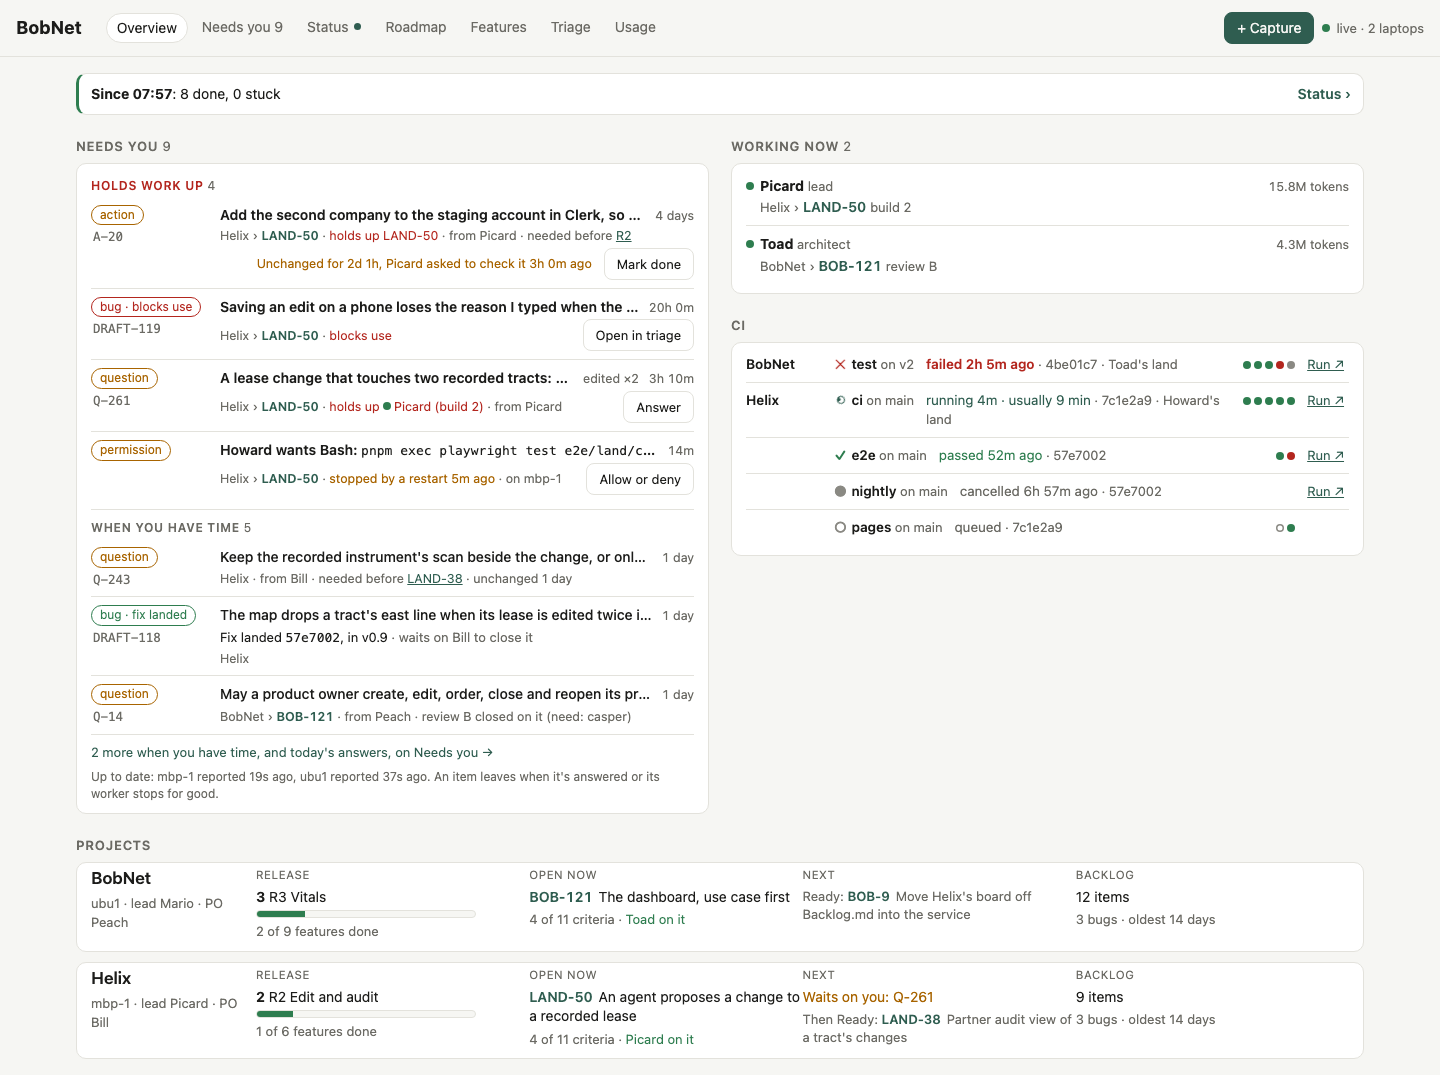 BobNet
Overview
Needs you 9
Status
Roadmap
Features
Triage
Usage
+ Capture
live · 2 laptops
Since 07:57: 8 done, 0 stuck
Status ›
NEEDS YOU 9
HOLDS WORK UP 4
action
Add the second company to the staging account in Clerk, so ...
4 days
A–20
Helix › LAND-50 · holds up LAND-50 · from Picard · needed before R2
Unchanged for 2d 1h, Picard asked to check it 3h 0m ago
Mark done
bug · blocks use
Saving an edit on a phone loses the reason I typed when the ...
20h 0m
DRAFT–119
Helix › LAND-50 · blocks use
Open in triage
question
A lease change that touches two recorded tracts: ...
edited ×2
3h 10m
Q–261
Helix › LAND-50 · holds up Picard (build 2) · from Picard
Answer
permission
Howard wants Bash: pnpm exec playwright test e2e/land/c...
14m
Helix › LAND-50 · stopped by a restart 5m ago · on mbp-1
Allow or deny
WHEN YOU HAVE TIME 5
question
Keep the recorded instrument's scan beside the change, or onl...
1 day
Q–243
Helix · from Bill · needed before LAND-38 · unchanged 1 day
bug · fix landed
The map drops a tract's east line when its lease is edited twice i...
1 day
DRAFT–118
Fix landed 57e7002, in v0.9 · waits on Bill to close it
Helix
question
May a product owner create, edit, order, close and reopen its pr...
1 day
Q–14
BobNet › BOB-121 · from Peach · review B closed on it (need: casper)
2 more when you have time, and today's answers, on Needs you →
Up to date: mbp-1 reported 19s ago, ubu1 reported 37s ago. An item leaves when it's answered or its
worker stops for good.
WORKING NOW 2
Picard lead
15.8M tokens
Helix › LAND-50 build 2
Toad architect
4.3M tokens
BobNet › BOB-121 review B
CI
BobNet
test on v2
failed 2h 5m ago · 4be01c7 · Toad's land
Run ↗
Helix
ci on main
running 4m · usually 9 min · 7c1e2a9 · Howard's
land
Run ↗
e2e on main
passed 52m ago · 57e7002
Run ↗
nightly on main
cancelled 6h 57m ago · 57e7002
Run ↗
pages on main
queued · 7c1e2a9
PROJECTS
BobNet
ubu1 · lead Mario · PO
Peach
RELEASE
3 R3 Vitals
2 of 9 features done
OPEN NOW
BOB-121 The dashboard, use case first
4 of 11 criteria · Toad on it
NEXT
Ready: BOB-9 Move Helix's board off
Backlog.md into the service
BACKLOG
12 items
3 bugs · oldest 14 days
Helix
mbp-1 · lead Picard · PO
Bill
RELEASE
2 R2 Edit and audit
1 of 6 features done
OPEN NOW
LAND-50 An agent proposes a change to
a recorded lease
4 of 11 criteria · Picard on it
NEXT
Waits on you: Q-261
Then Ready: LAND-38 Partner audit view of
a tract's changes
BACKLOG
9 items
3 bugs · oldest 14 days